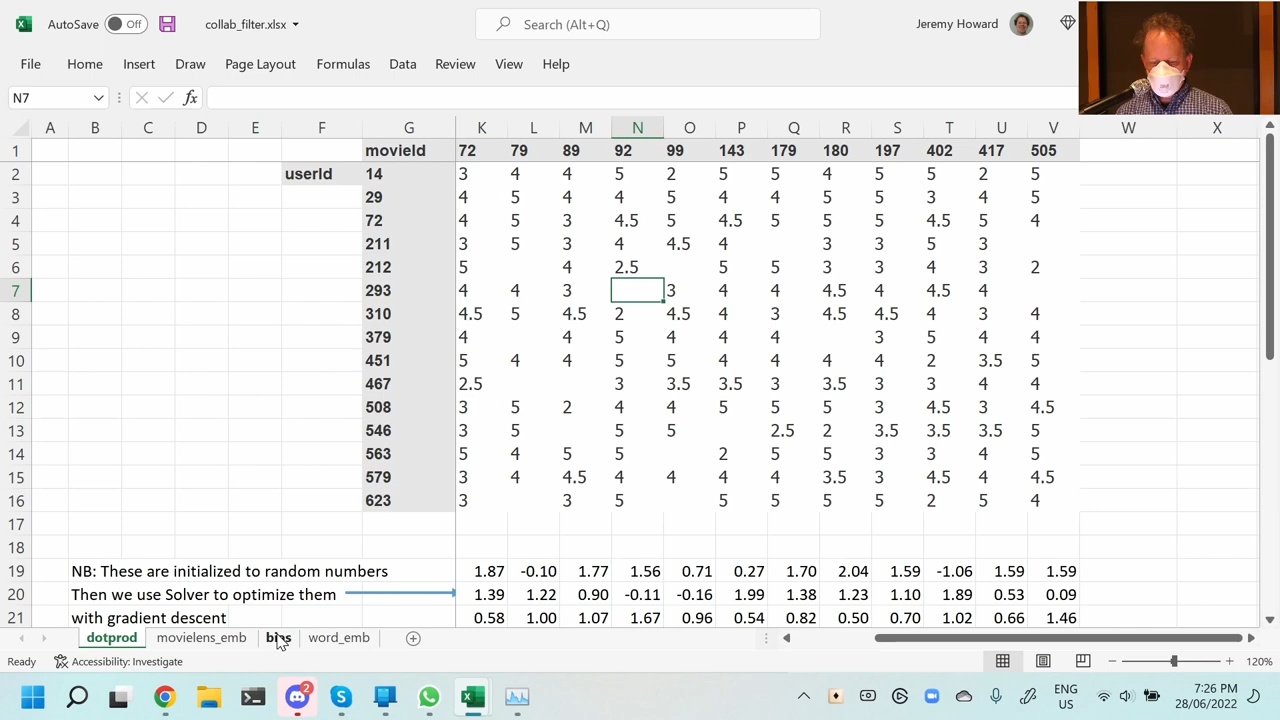 AutoSave Off collab_filter.xlsx Search (Alt+Q) Jeremy Howard
File Home Insert Draw Page Layout Formulas Data Review View Help
N7 fx
A B C D E F G K L M N O P Q R S T U V W X
1 movieId 72 79 89 92 99 143 179 180 197 402 417 505
2 userId 14 3 4 4 5 2 5 5 4 5 5 2 5
3 29 4 5 4 4 5 4 4 5 5 3 4 5
4 72 4 5 3 4.5 5 4.5 5 5 5 4.5 5 4
5 211 3 5 3 4 4.5 4 3 3 5 3
6 212 5 4 2.5 5 5 3 3 4 3 2
7 293 4 4 3 3 4 4 4.5 4 4.5 4
8 310 4.5 5 4.5 2 4.5 4 3 4.5 4.5 4 3 4
9 379 4 4 5 4 4 4 3 5 4 4
10 451 5 4 4 5 5 4 4 4 4 2 3.5 5
11 467 2.5 3 3.5 3.5 3 3.5 3 3 4 4
12 508 3 5 2 4 4 5 5 5 3 4.5 3 4.5
13 546 3 5 5 5 2.5 2 3.5 3.5 3.5 5
14 563 5 4 5 5 2 5 5 3 3 4 5
15 579 3 4 4.5 4 4 4 4 3.5 3 4.5 4 4.5
16 623 3 3 5 5 5 5 5 2 5 4
17
18
19 NB: These are initialized to random numbers 1.87 -0.10 1.77 1.56 0.71 0.27 1.70 2.04 1.59 -1.06 1.59 1.59
20 Then we use Solver to optimize them 1.39 1.22 0.90 -0.11 -0.16 1.99 1.38 1.23 1.10 1.89 0.53 0.09
21 with gradient descent 0.58 1.00 1.07 1.67 0.96 0.54 0.82 0.50 0.70 1.02 0.66 1.46
dotprod movielens_emb bias word_emb
Ready Accessibility: Investigate 120%
2 ENG 7:26 PM
US 28/06/2022